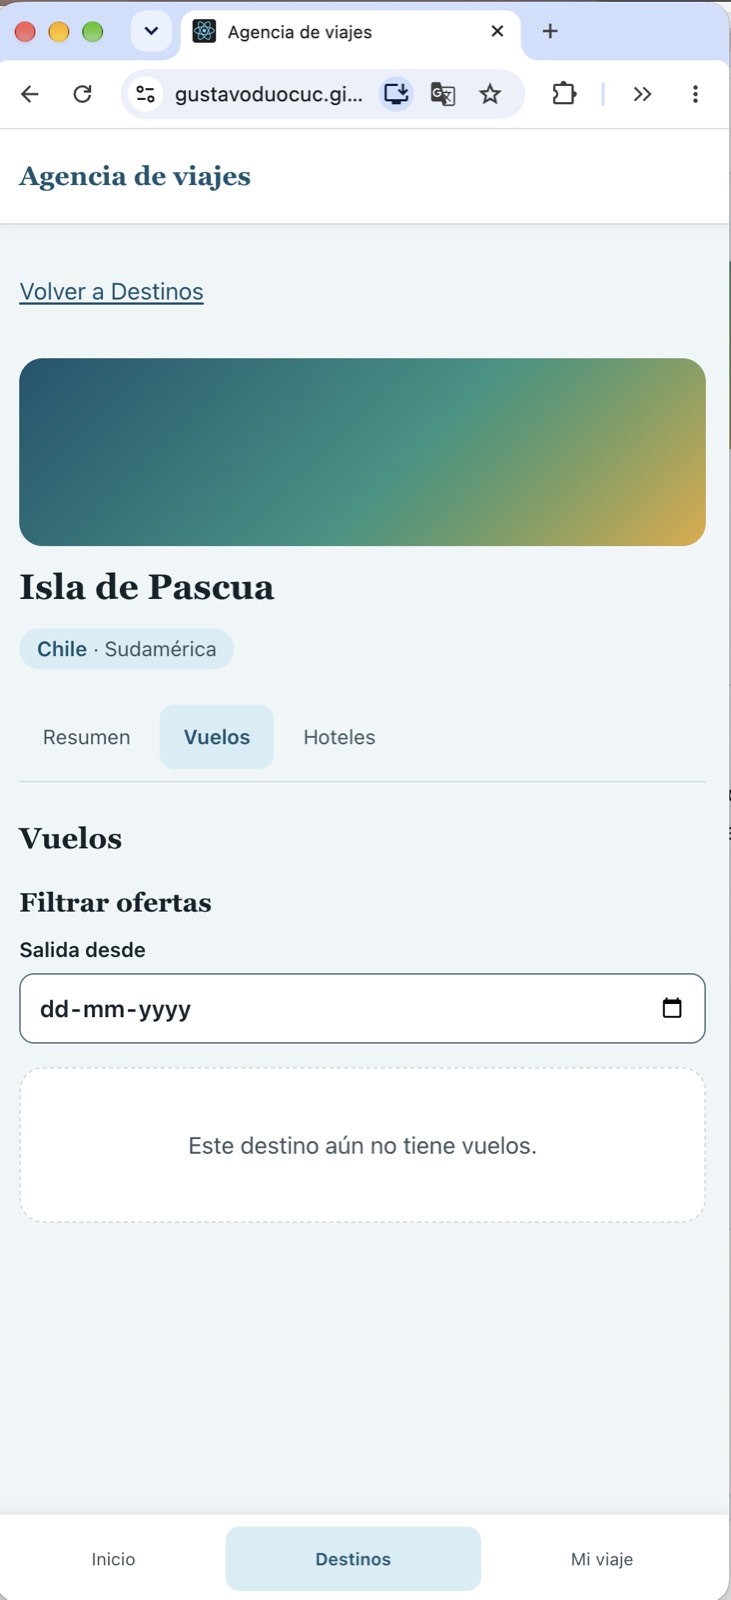 Agencia de viajes
gustavoduocuc.gi...
Agencia de viajes
Volver a Destinos
Isla de Pascua
Chile · Sudamérica
Resumen Vuelos Hoteles
Vuelos
Filtrar ofertas
Salida desde
dd-mm-yyyy
Este destino aún no tiene vuelos.
Inicio Destinos Mi viaje